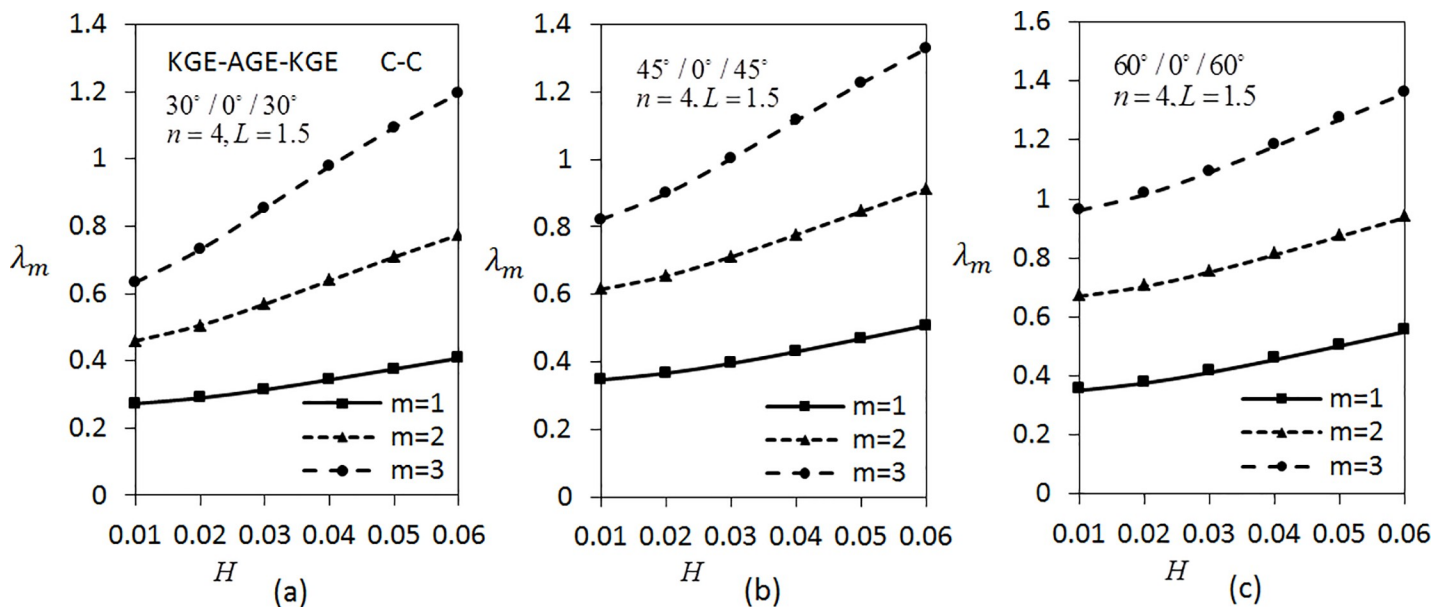 1.4
1.2
1
0.8
0.6
0.4
0.2
0
λm
KGE-AGE-KGE C-C
30° / 0° / 30°
n = 4, L = 1.5
m=1
m=2
m=3
0.01 0.02 0.03 0.04 0.05 0.06
H
(a)
1.4
1.2
1
0.8
0.6
0.4
0.2
0
λm
45° / 0° / 45°
n = 4, L = 1.5
m=1
m=2
m=3
0.01 0.02 0.03 0.04 0.05 0.06
H
(b)
1.6
1.4
1.2
1
0.8
0.6
0.4
0.2
0
λm
60° / 0° / 60°
n = 4, L = 1.5
m=1
m=2
m=3
0.01 0.02 0.03 0.04 0.05 0.06
H
(c)